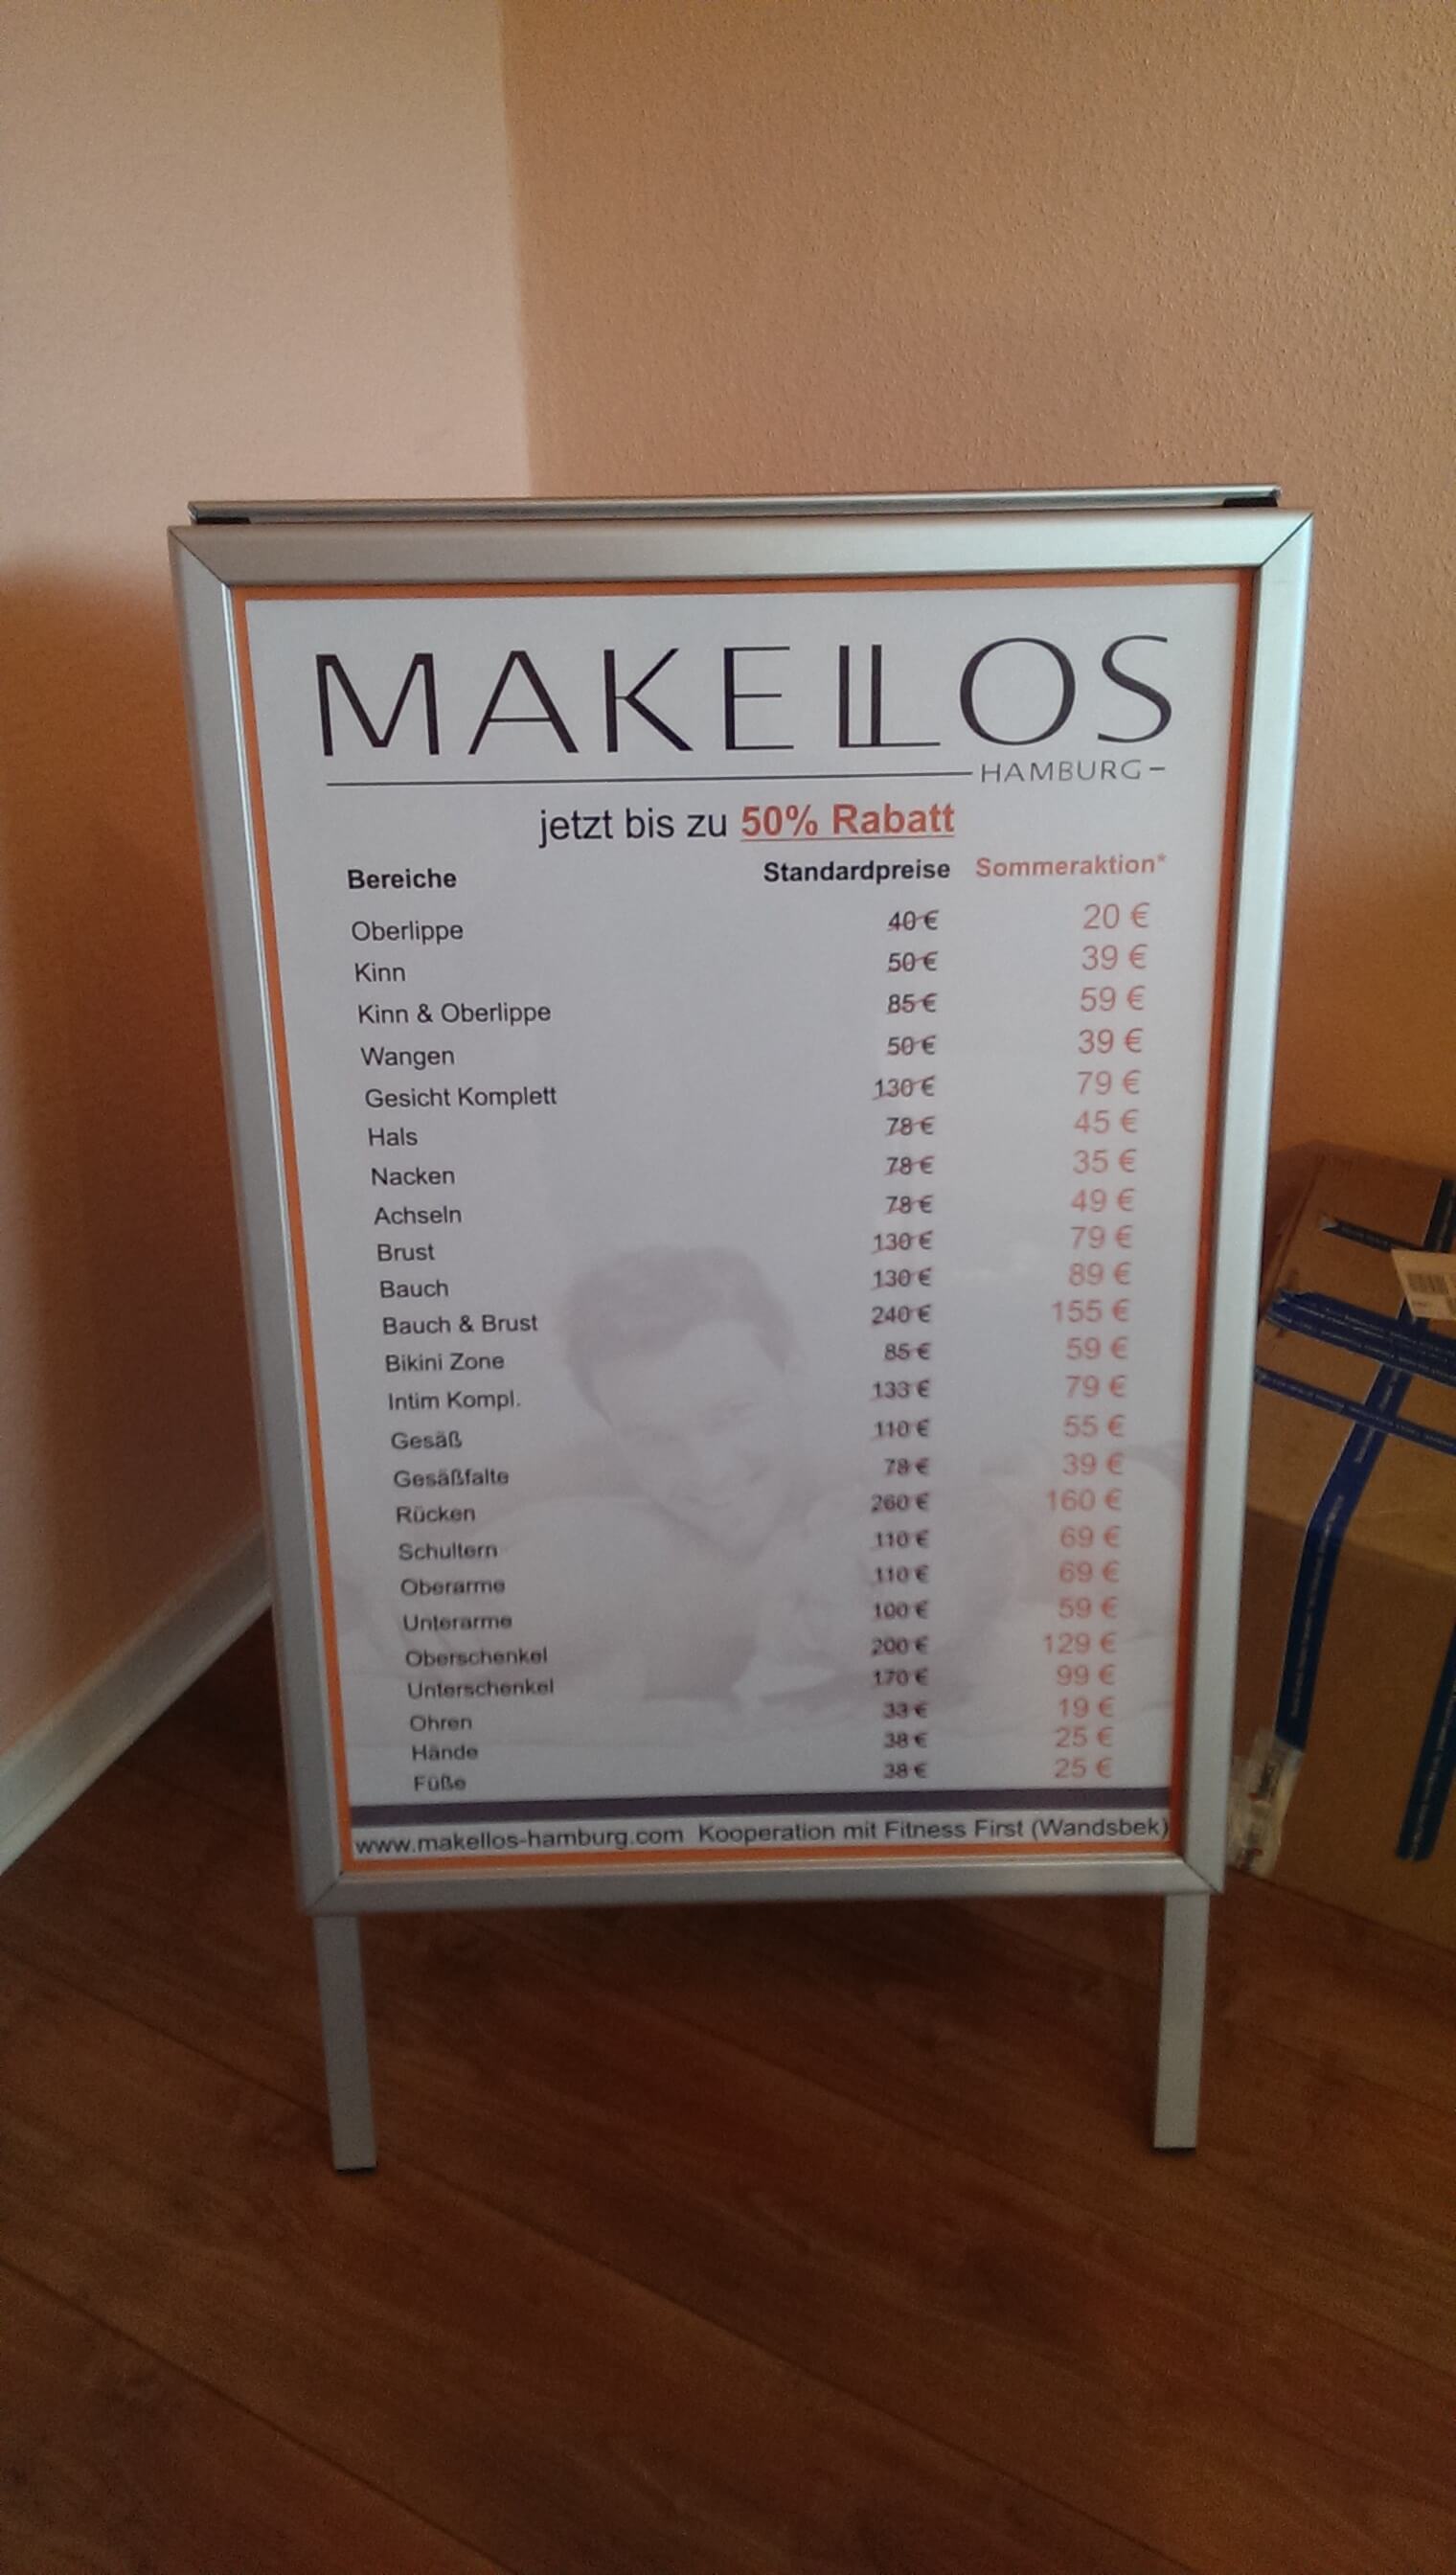 MAKELLOS
HAMBURG
jetzt bis zu 50% Rabatt
Bereiche Standardpreise Sommeraktion*
Oberlippe 40 € 20 €
Kinn 50 € 39 €
Kinn & Oberlippe 85 € 59 €
Wangen 50 € 39 €
Gesicht Komplett 130 € 79 €
Hals 78 € 45 €
Nacken 78 € 35 €
Achseln 78 € 49 €
Brust 130 € 79 €
Bauch 130 € 89 €
Bauch & Brust 240 € 155 €
Bikini Zone 85 € 59 €
Intim Kompl. 133 € 79 €
Gesäß 110 € 55 €
Gesäßfalte 78 € 39 €
Rücken 260 € 160 €
Schultern 110 € 69 €
Oberarme 110 € 69 €
Unterarme 100 € 59 €
Oberschenkel 200 € 129 €
Unterschenkel 170 € 99 €
Ohren 33 € 19 €
Hände 38 € 25 €
Füße 38 € 25 €
www.makellos-hamburg.com Kooperation mit Fitness First (Wandsbek)